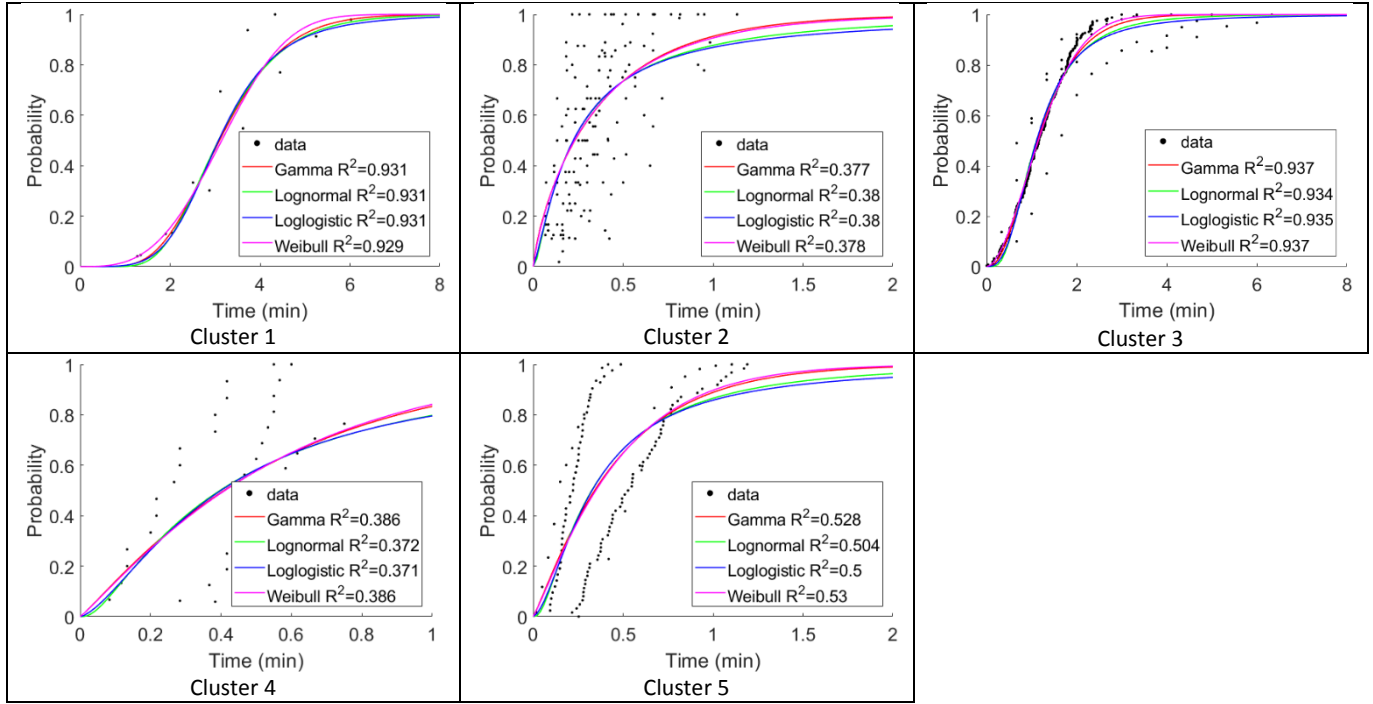 1
0.8
0.6
0.4
0.2
0
Probability
data
Gamma R²=0.931
Lognormal R²=0.931
Loglogistic R²=0.931
Weibull R²=0.929
0 2 4 6 8
Time (min)
Cluster 1
1
0.8
0.6
0.4
0.2
0
Probability
data
Gamma R²=0.377
Lognormal R²=0.38
Loglogistic R²=0.38
Weibull R²=0.378
0 0.5 1 1.5 2
Time (min)
Cluster 2
1
0.8
0.6
0.4
0.2
0
Probability
data
Gamma R²=0.937
Lognormal R²=0.934
Loglogistic R²=0.935
Weibull R²=0.937
0 2 4 6 8
Time (min)
Cluster 3
1
0.8
0.6
0.4
0.2
0
Probability
data
Gamma R²=0.386
Lognormal R²=0.372
Loglogistic R²=0.371
Weibull R²=0.386
0 0.2 0.4 0.6 0.8 1
Time (min)
Cluster 4
1
0.8
0.6
0.4
0.2
0
Probability
data
Gamma R²=0.528
Lognormal R²=0.504
Loglogistic R²=0.5
Weibull R²=0.53
0 0.5 1 1.5 2
Time (min)
Cluster 5